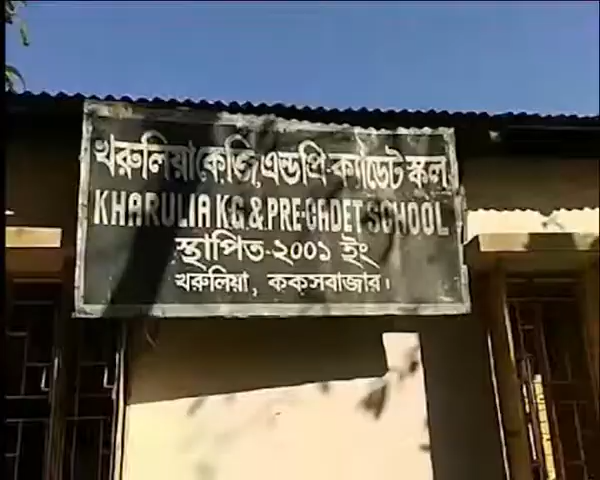 খরুলিয়া কেজি এন্ড প্রি-ক্যাডেট স্কুল
KHARULIA KG. & PRE-CADET SCHOOL
স্থাপিত-২০০১ ইং
খরুলিয়া, কক্সবাজার।